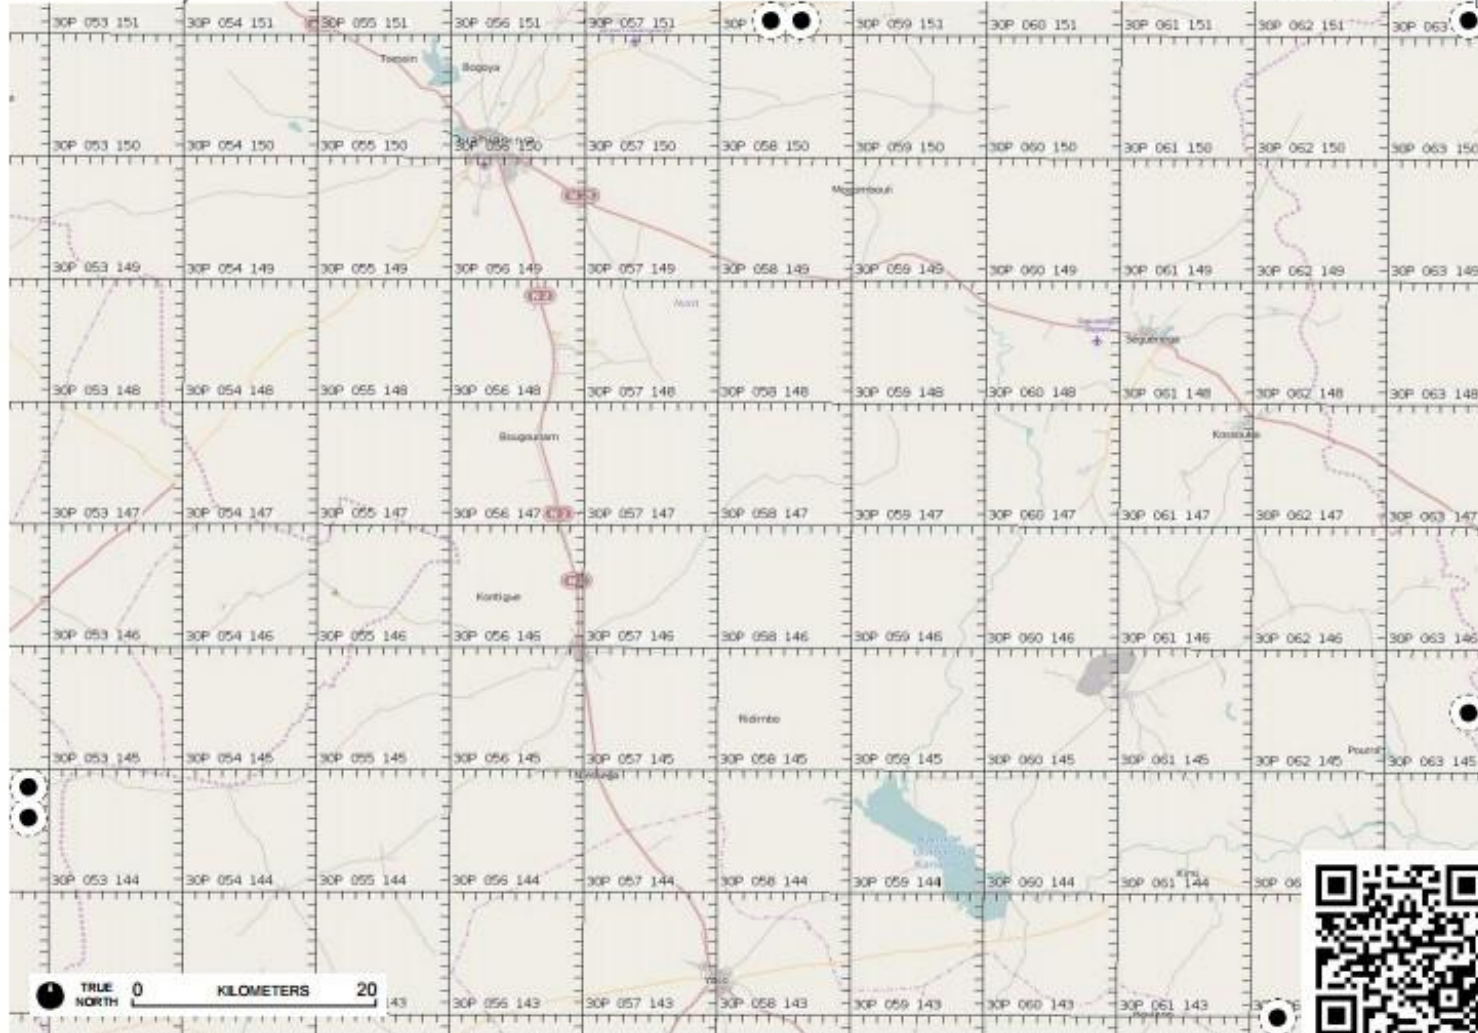 30P 053 151 30P 054 151 30P 055 151 30P 056 151 30P 057 151 30P 30P 059 151 30P 060 151 30P 061 151 30P 062 151 30P 063
Bogoya
30P 053 150 30P 054 150 30P 055 150 30P 056 150 30P 057 150 30P 058 150 30P 059 150 30P 060 150 30P 061 150 30P 062 150 30P 063 150
30P 053 149 30P 054 149 30P 055 149 30P 056 149 30P 057 149 30P 058 149 30P 059 149 30P 060 149 30P 061 149 30P 062 149 30P 063 149
Seguenega
30P 053 148 30P 054 148 30P 055 148 30P 056 148 30P 057 148 30P 058 148 30P 059 148 30P 060 148 30P 061 148 30P 062 148 30P 063 148
Bougounam Kossouka
30P 053 147 30P 054 147 30P 055 147 30P 056 147 30P 057 147 30P 058 147 30P 059 147 30P 060 147 30P 061 147 30P 062 147 30P 063 147
Kontigue
30P 053 146 30P 054 146 30P 055 146 30P 056 146 30P 057 146 30P 058 146 30P 059 146 30P 060 146 30P 061 146 30P 062 146 30P 063 146
Ridimbo
30P 053 145 30P 054 145 30P 055 145 30P 056 145 30P 057 145 30P 058 145 30P 059 145 30P 060 145 30P 061 145 30P 062 145 30P 063 145
30P 053 144 30P 054 144 30P 055 144 30P 056 144 30P 057 144 30P 058 144 30P 059 144 30P 060 144 30P 061 144 30P 06
Yako
TRUE NORTH 0 KILOMETERS 20
143 30P 056 143 30P 057 143 30P 058 143 30P 059 143 30P 060 143 30P 061 143